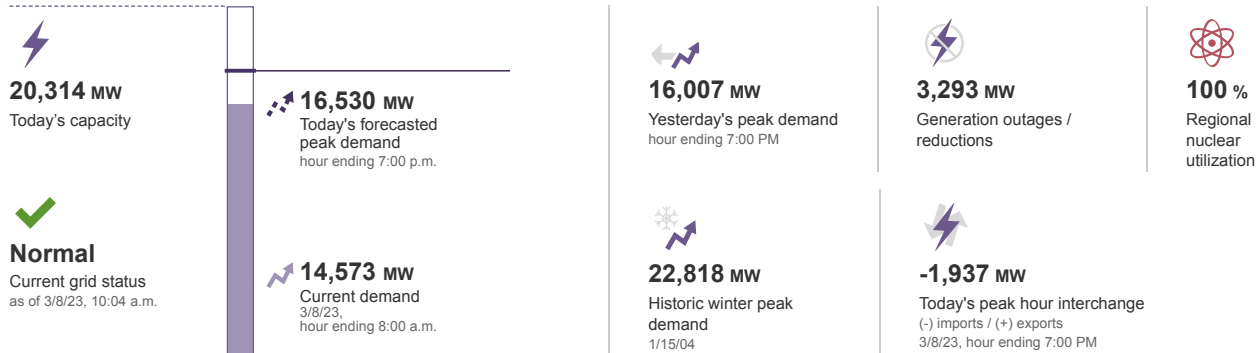 20,314 MW
Today's capacity
Normal
Current grid status
as of 3/8/23, 10:04 a.m.
16,530 MW
Today's forecasted
peak demand
hour ending 7:00 p.m.
14,573 MW
Current demand
3/8/23,
hour ending 8:00 a.m.
16,007 MW
Yesterday's peak demand
hour ending 7:00 PM
3,293 MW
Generation outages /
reductions
100 %
Regional
nuclear
utilization
22,818 MW
Historic winter peak
demand
1/15/04
-1,937 MW
Today's peak hour interchange
(-) imports / (+) exports
3/8/23, hour ending 7:00 PM